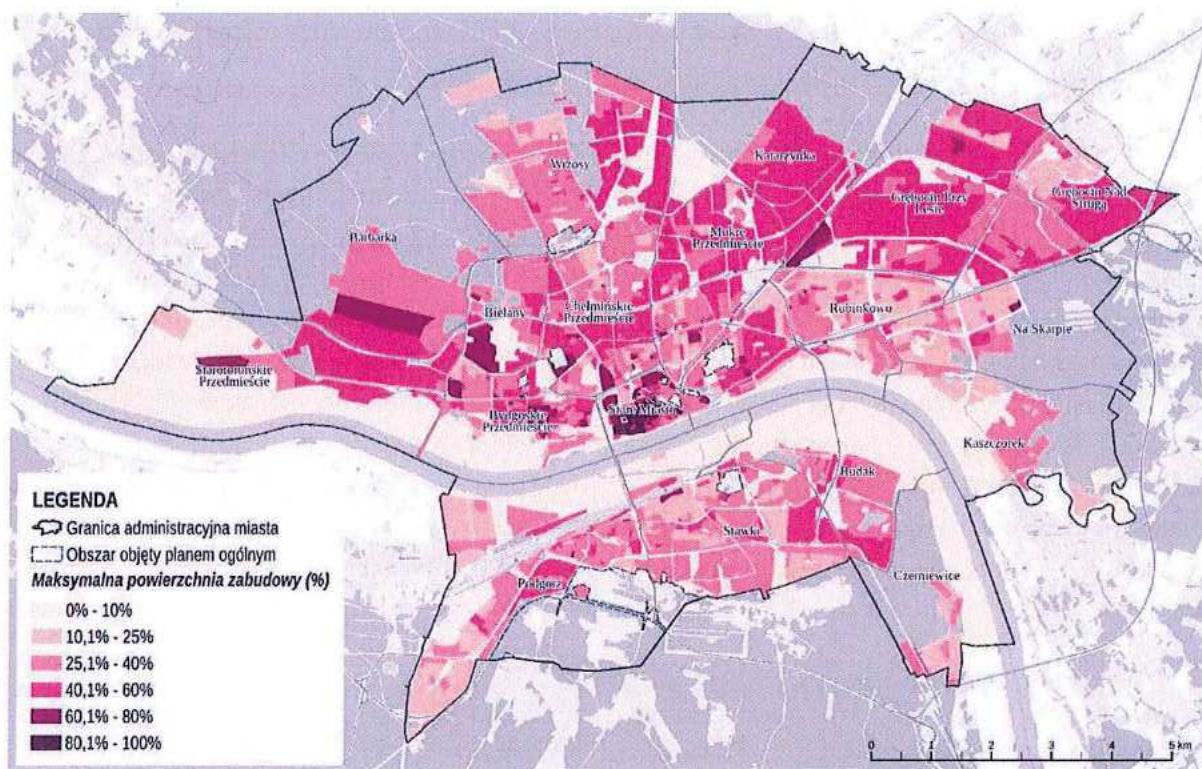 Wrzosy
Katarzynka
Grębocin Przy
Lesie
Grębocin Nad
Strugą
Mokre
Przedmieście
Barbarka
Bielany
Chełmińskie
Przedmieście
Rubinkowo
Na Skarpie
Starotoruńskie
Przedmieście
Bydgoskie
Przedmieście
Stare Miasto
Kaszczorek
Rudak
Stawki
Czerniewice
Podgórz
LEGENDA
Granica administracyjna miasta
Obszar objęty planem ogólnym
Maksymalna powierzchnia zabudowy (%)
0% - 10%
10,1% - 25%
25,1% - 40%
40,1% - 60%
60,1% - 80%
80,1% - 100%
0 1 2 3 4 5 km